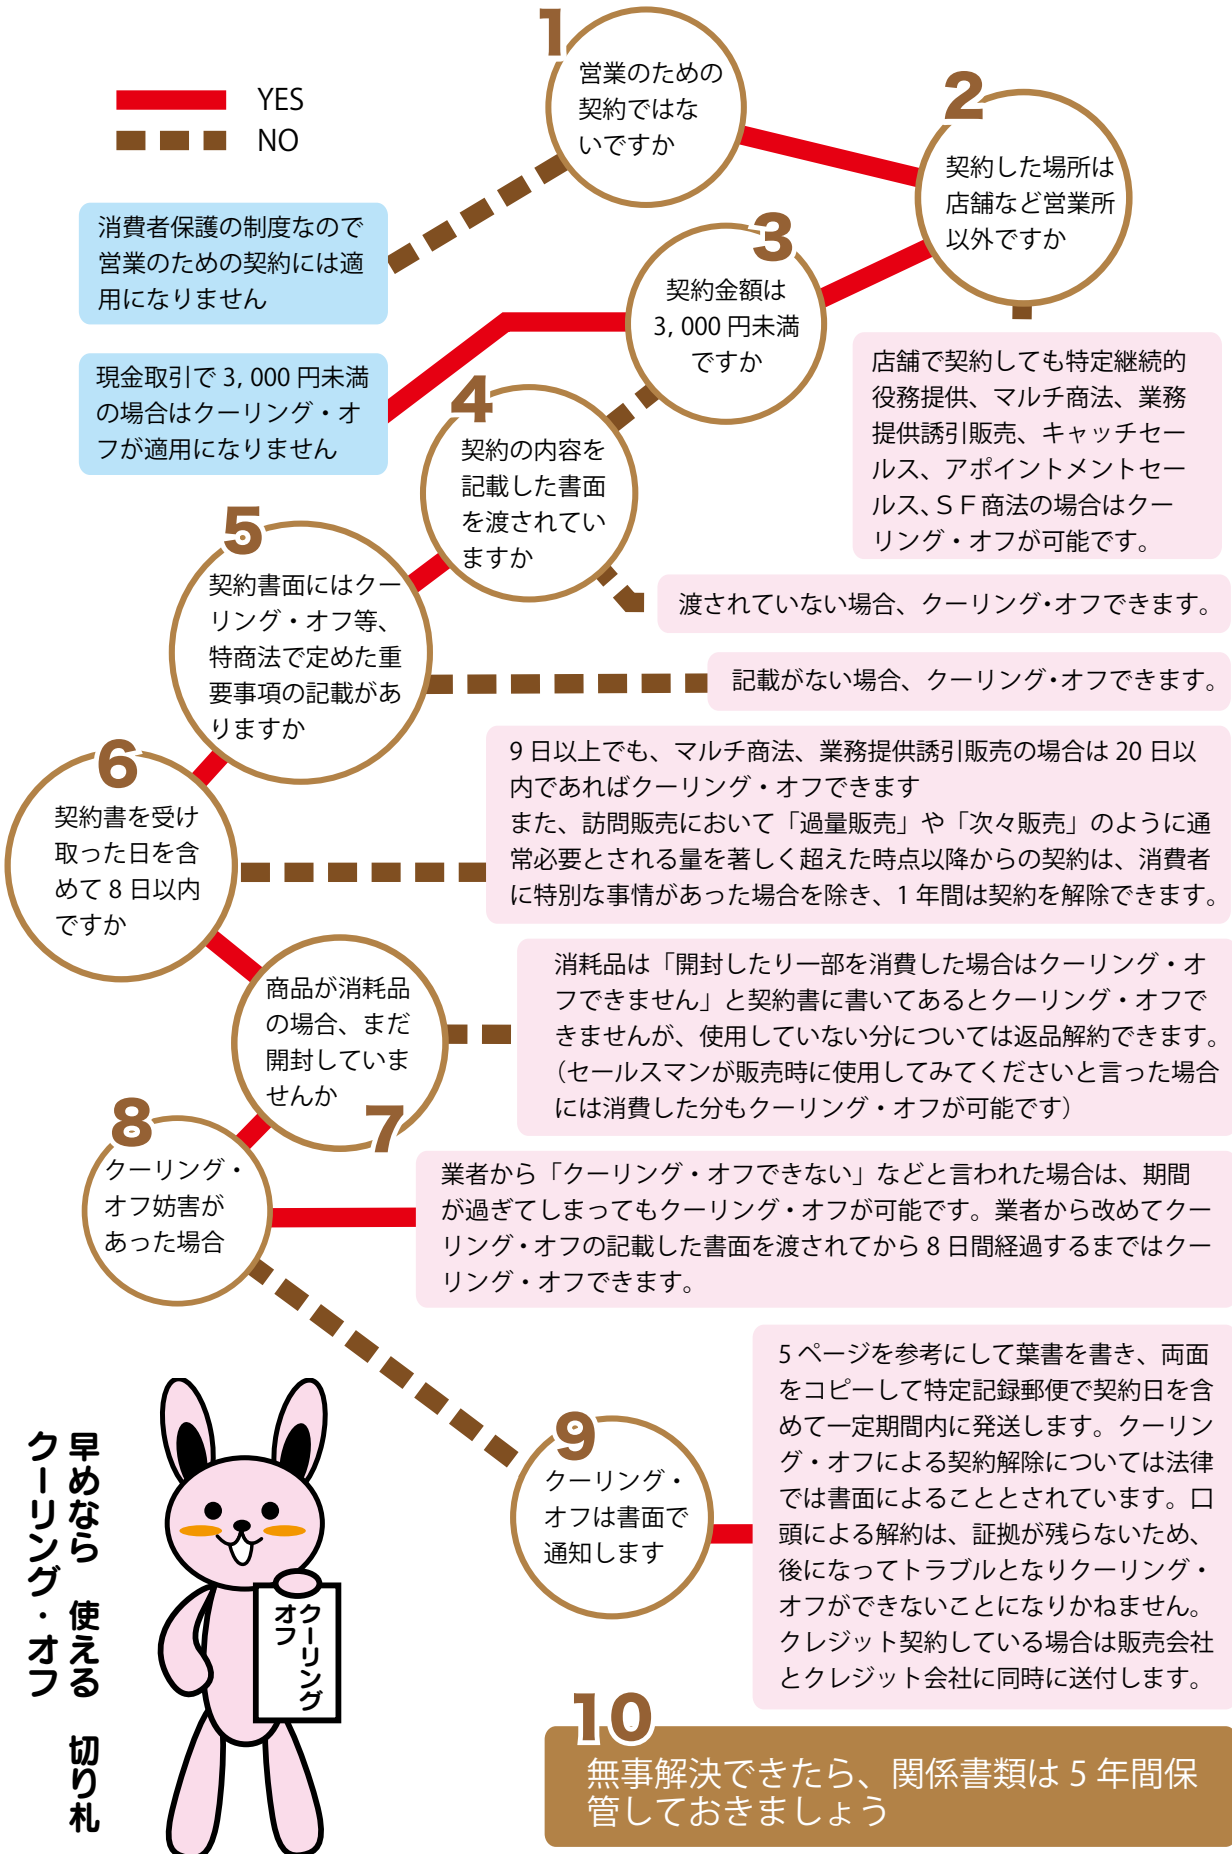 YES
NO
1
営業のための
契約ではな
いですか
2
契約した場所は
店舗など営業所
以外ですか
消費者保護の制度なので
営業のための契約には適
用になりません
3
契約金額は
3,000 円未満
ですか
現金取引で 3,000 円未満
の場合はクーリング・オ
フが適用になりません
店舗で契約しても特定継続的
役務提供、マルチ商法、業務
提供誘引販売、キャッチセー
ルス、アポイントメントセー
ルス、ＳＦ商法の場合はクー
リング・オフが可能です。
4
契約の内容を
記載した書面
を渡されてい
ますか
渡されていない場合、クーリング・オフできます。
5
契約書面にはクー
リング・オフ等、
特商法で定めた重
要事項の記載があ
りますか
記載がない場合、クーリング・オフできます。
6
契約書を受け
取った日を含
めて 8 日以内
ですか
9 日以上でも、マルチ商法、業務提供誘引販売の場合は 20 日以
内であればクーリング・オフできます
また、訪問販売において「過量販売」や「次々販売」のように通
常必要とされる量を著しく超えた時点以降からの契約は、消費者
に特別な事情があった場合を除き、1 年間は契約を解除できます。
商品が消耗品
の場合、まだ
開封していま
せんか
7
消耗品は「開封したり一部を消費した場合はクーリング・オ
フできません」と契約書に書いてあるとクーリング・オフで
きませんが、使用していない分については返品解約できます。
（セールスマンが販売時に使用してみてくださいと言った場合
には消費した分もクーリング・オフが可能です）
8
クーリング・
オフ妨害が
あった場合
業者から「クーリング・オフできない」などと言われた場合は、期間
が過ぎてしまってもクーリング・オフが可能です。業者から改めてクー
リング・オフの記載した書面を渡されてから 8 日間経過するまではクー
リング・オフできます。
9
クーリング・
オフは書面で
通知します
5 ページを参考にして葉書を書き、両面
をコピーして特定記録郵便で契約日を含
めて一定期間内に発送します。クーリン
グ・オフによる契約解除については法律
では書面によることとされています。口
頭による解約は、証拠が残らないため、
後になってトラブルとなりクーリング・
オフができないことになりかねません。
クレジット契約している場合は販売会社
とクレジット会社に同時に送付します。
早めなら　使える　切り札
クーリング・オフ
クーリング
オフ
10
無事解決できたら、関係書類は 5 年間保
管しておきましょう